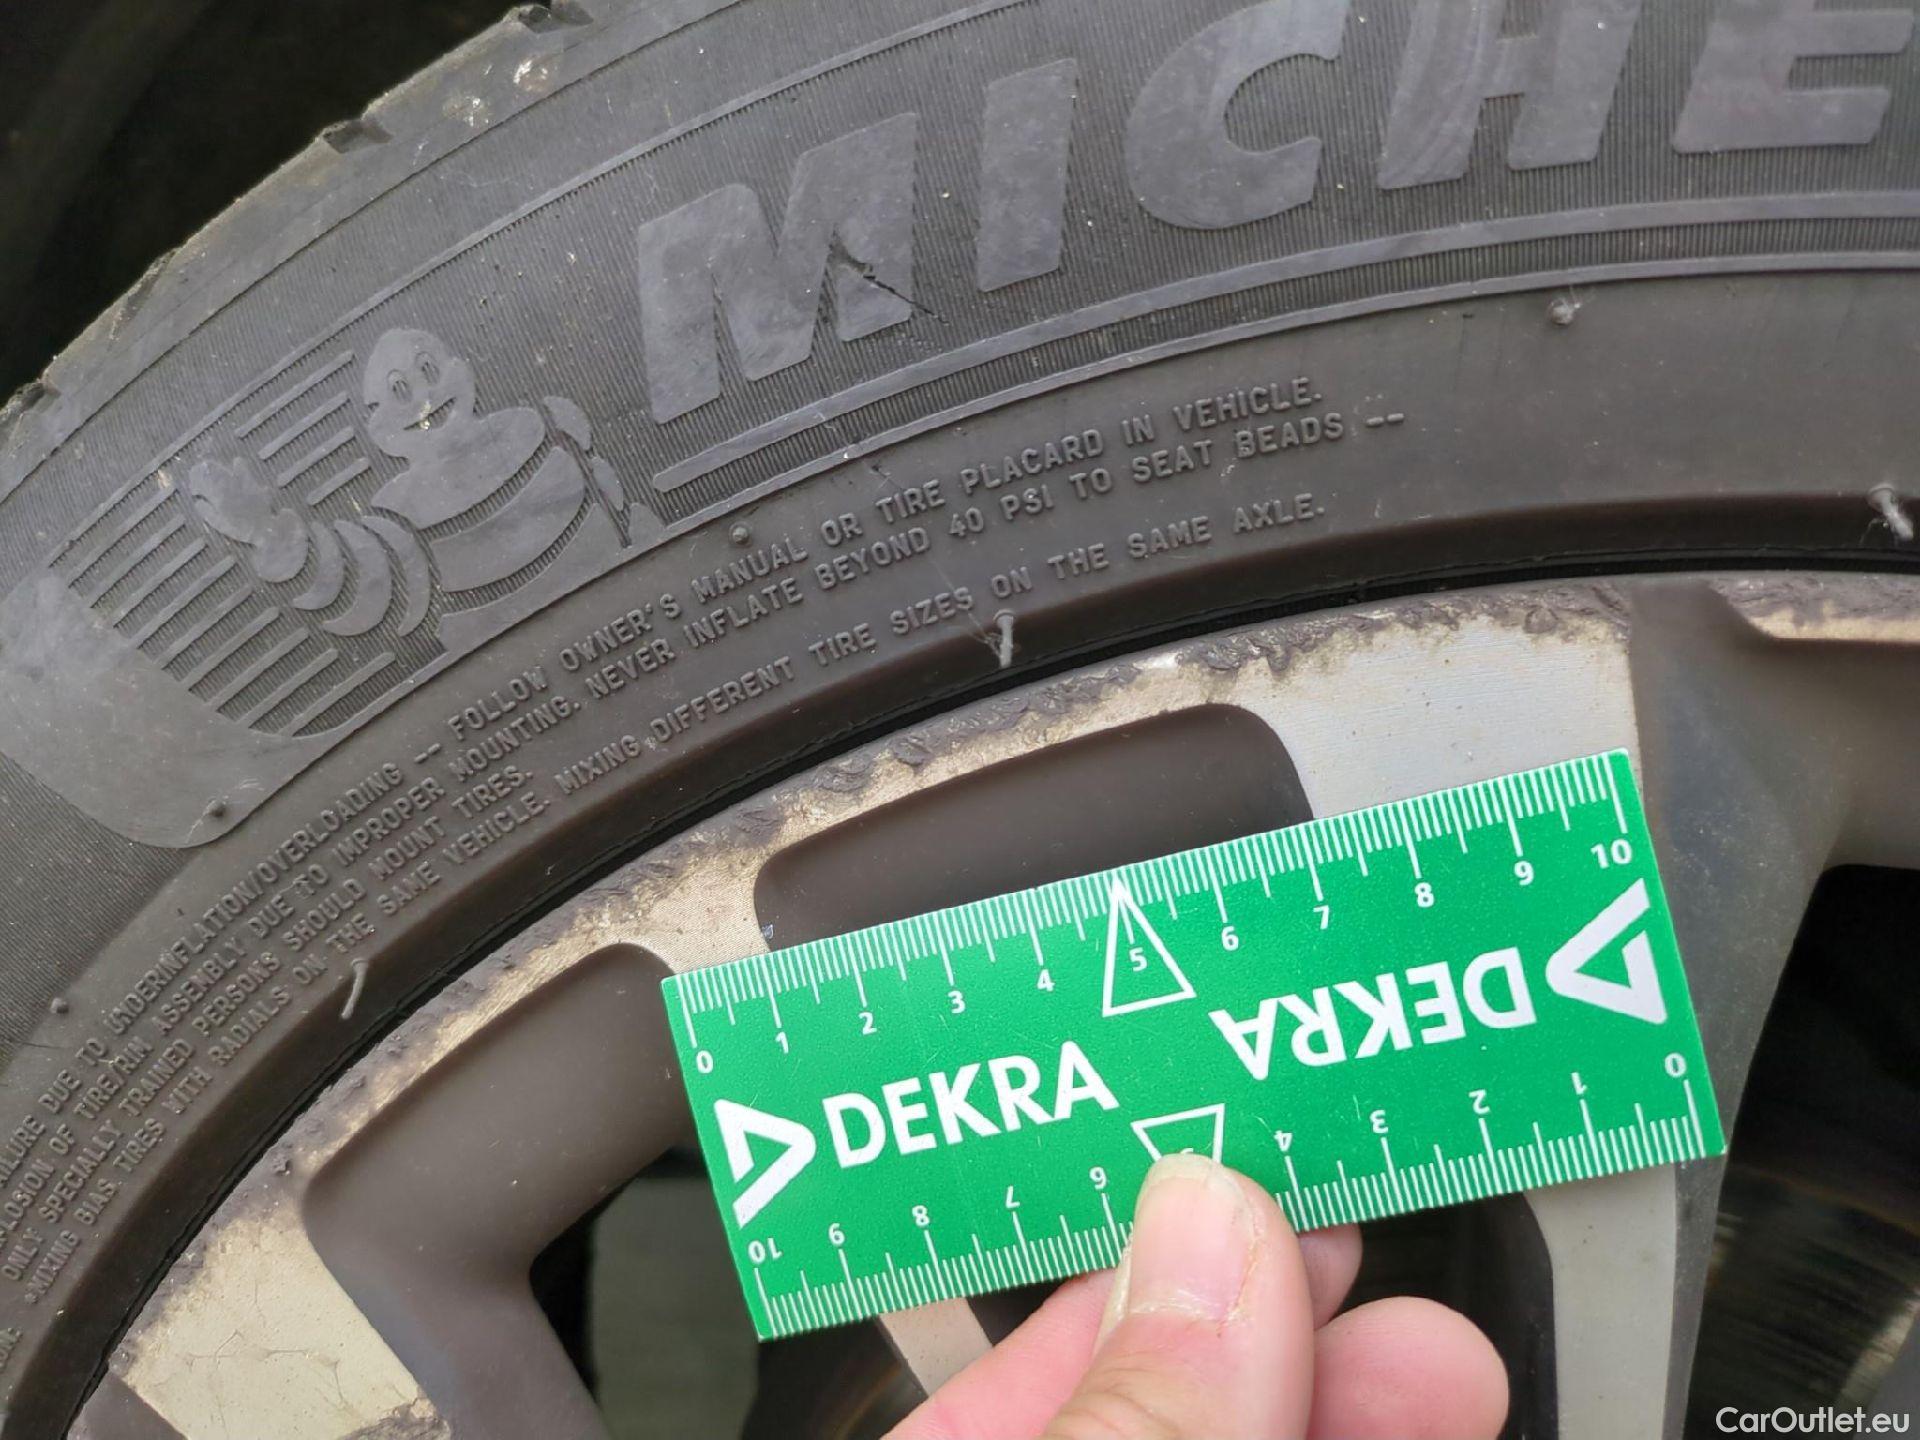 MICHE
FAILURE DUE TO UNDERINFLATION/OVERLOADING -- FOLLOW OWNER'S MANUAL OR TIRE PLACARD IN VEHICLE.
EXPLOSION OF TIRE/RIM ASSEMBLY DUE TO IMPROPER MOUNTING. NEVER INFLATE BEYOND 40 PSI TO SEAT BEADS --
ONLY SPECIALLY TRAINED PERSONS SHOULD MOUNT TIRES.
MIXING BIAS TIRES WITH RADIALS ON THE SAME VEHICLE. MIXING DIFFERENT TIRE SIZES ON THE SAME AXLE.
0 1 2 3 4 5 6 7 8 9 10
DEKRA
DEKRA
10 9 8 7 6 4 3 2 1 0
CarOutlet.eu